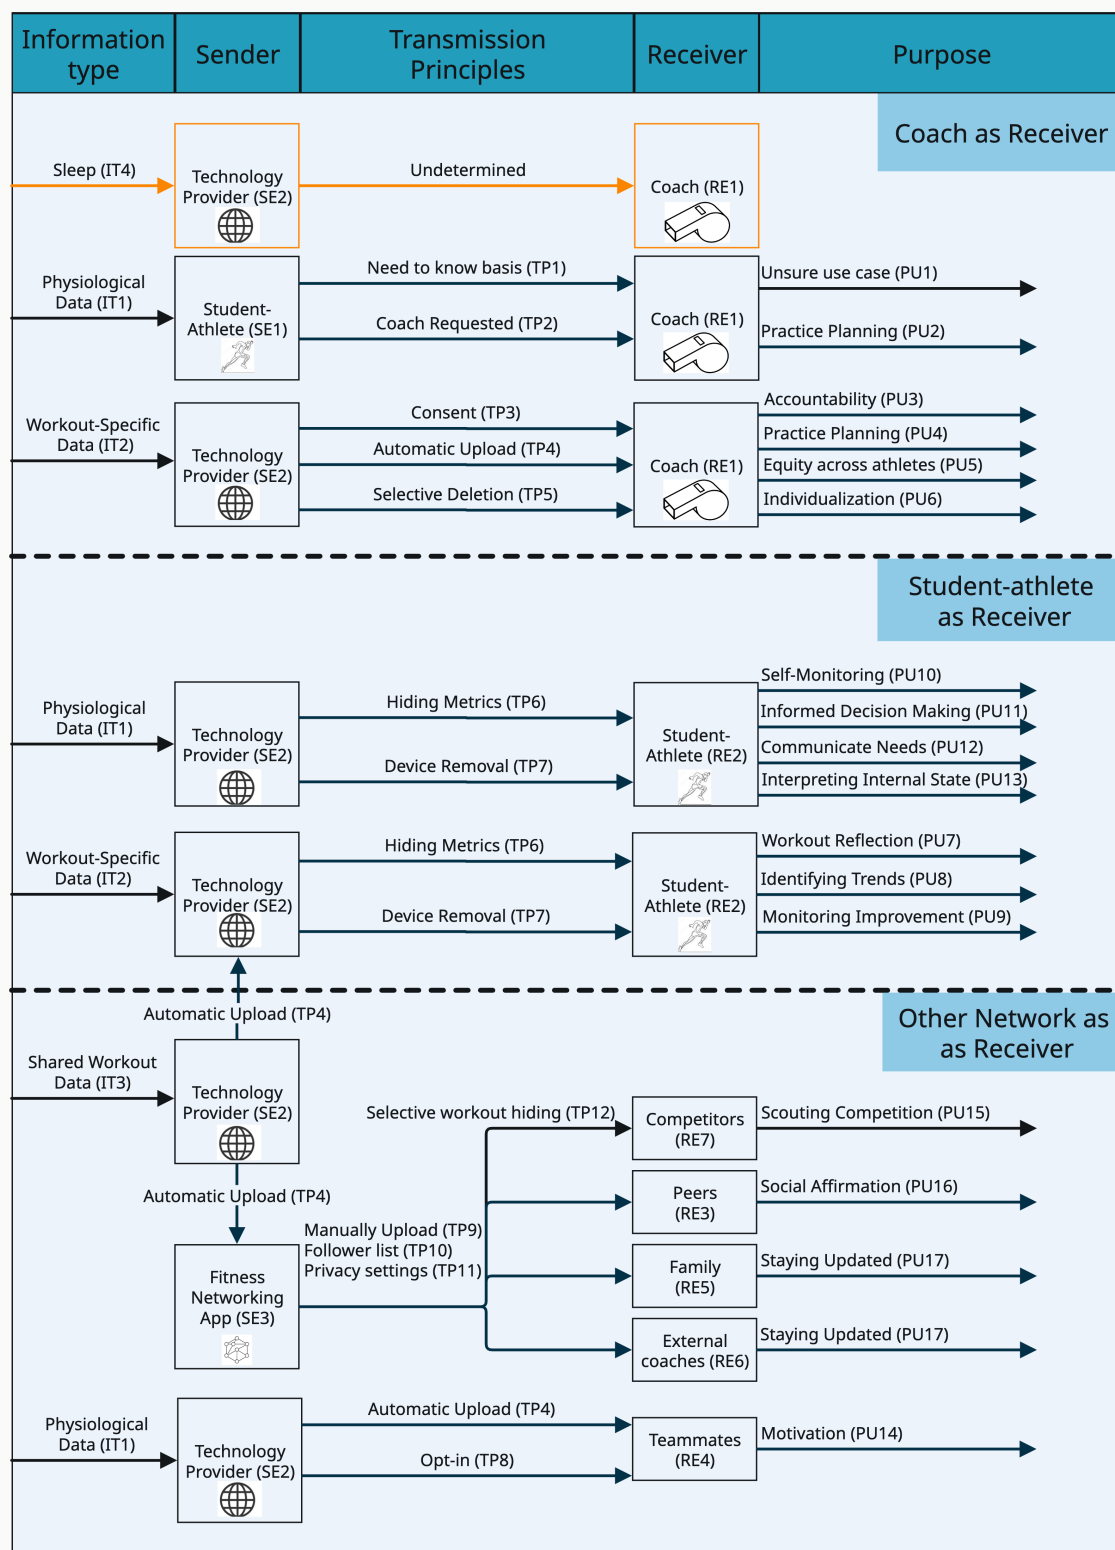 Information
type
Sender
Transmission
Principles
Receiver
Purpose
Coach as Receiver
Sleep (IT4)
Technology
Provider (SE2)
Undetermined
Coach (RE1)
Physiological
Data (IT1)
Student-
Athlete (SE1)
Need to know basis (TP1)
Coach Requested (TP2)
Coach (RE1)
Unsure use case (PU1)
Practice Planning (PU2)
Workout-Specific
Data (IT2)
Technology
Provider (SE2)
Consent (TP3)
Automatic Upload (TP4)
Selective Deletion (TP5)
Coach (RE1)
Accountability (PU3)
Practice Planning (PU4)
Equity across athletes (PU5)
Individualization (PU6)
Student-athlete
as Receiver
Physiological
Data (IT1)
Technology
Provider (SE2)
Hiding Metrics (TP6)
Device Removal (TP7)
Student-
Athlete (RE2)
Self-Monitoring (PU10)
Informed Decision Making (PU11)
Communicate Needs (PU12)
Interpreting Internal State (PU13)
Workout-Specific
Data (IT2)
Technology
Provider (SE2)
Hiding Metrics (TP6)
Device Removal (TP7)
Student-
Athlete (RE2)
Workout Reflection (PU7)
Identifying Trends (PU8)
Monitoring Improvement (PU9)
Other Network as
as Receiver
Automatic Upload (TP4)
Shared Workout
Data (IT3)
Technology
Provider (SE2)
Automatic Upload (TP4)
Fitness
Networking
App (SE3)
Manually Upload (TP9)
Follower list (TP10)
Privacy settings (TP11)
Selective workout hiding (TP12)
Competitors
(RE7)
Scouting Competition (PU15)
Peers
(RE3)
Social Affirmation (PU16)
Family
(RE5)
Staying Updated (PU17)
External
coaches (RE6)
Staying Updated (PU17)
Physiological
Data (IT1)
Technology
Provider (SE2)
Automatic Upload (TP4)
Opt-in (TP8)
Teammates
(RE4)
Motivation (PU14)